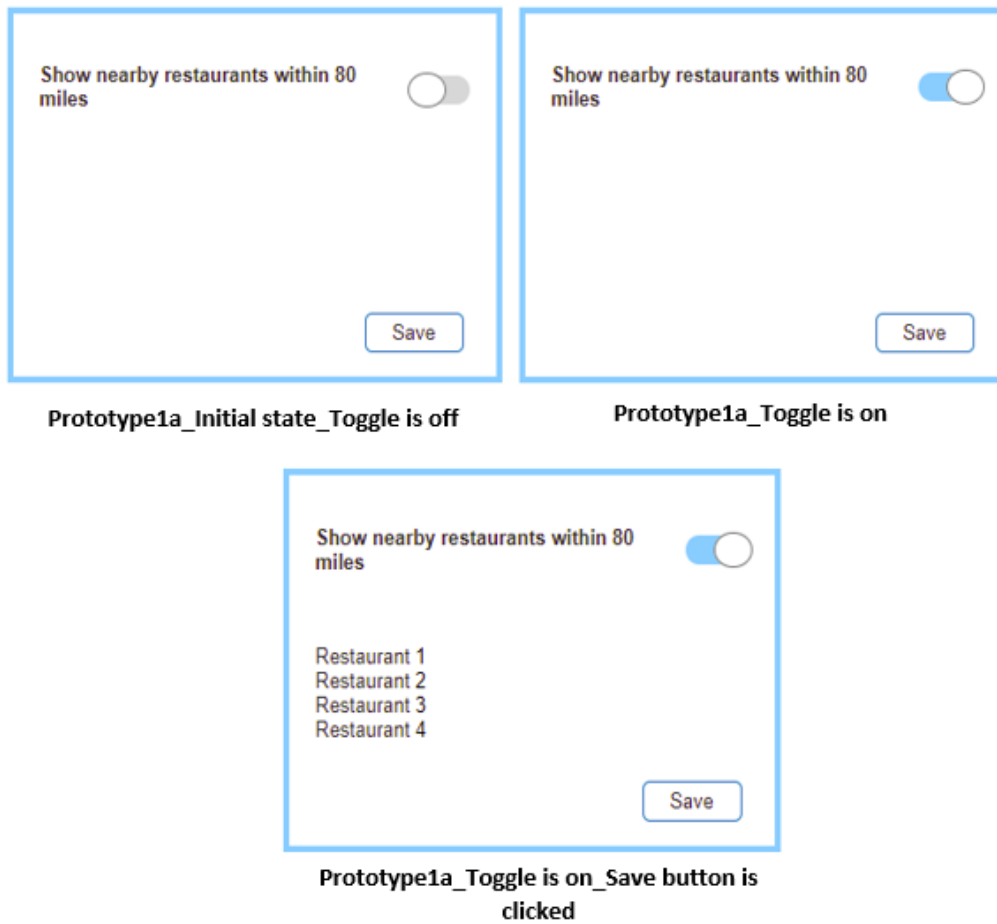 Show nearby restaurants within 80
miles
Save
Prototype1a_Initial state_Toggle is off
Show nearby restaurants within 80
miles
Save
Prototype1a_Toggle is on
Show nearby restaurants within 80
miles
Restaurant 1
Restaurant 2
Restaurant 3
Restaurant 4
Save
Prototype1a_Toggle is on_Save button is
clicked